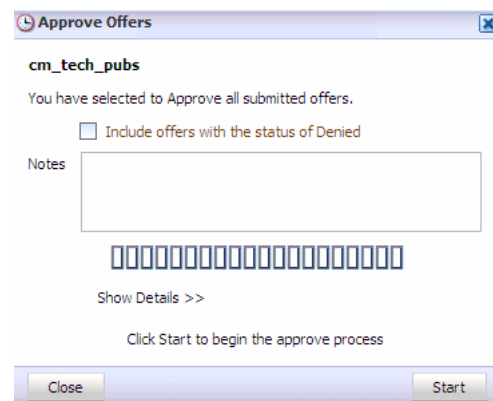 Approve Offers
cm_tech_pubs
You have selected to Approve all submitted offers.
Include offers with the status of Denied
Notes
Show Details >>
Click Start to begin the approve process
Close
Start